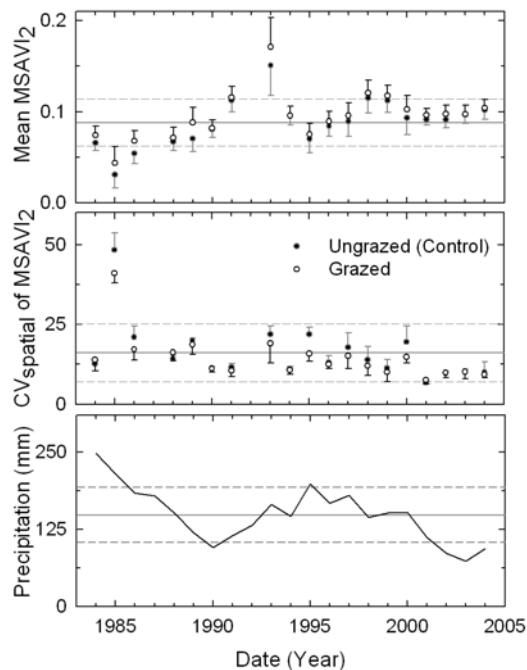 0.2
0.1
0.0
Mean MSAVI2
50
25
0
CVspatial of MSAVI2
Ungrazed (Control)
Grazed
250
125
0
Precipitation (mm)
1985 1990 1995 2000 2005
Date (Year)